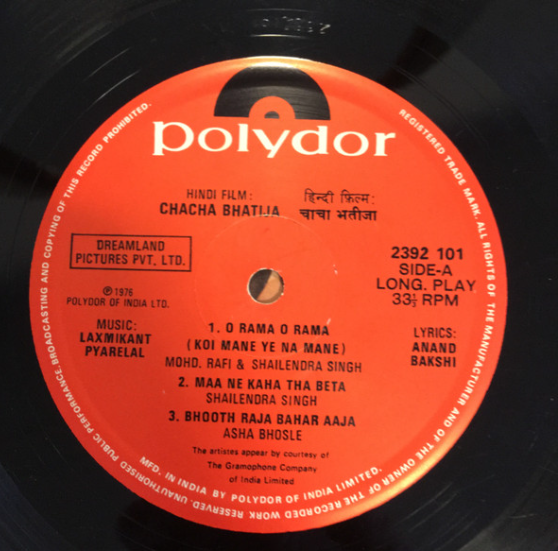 polydor
HINDI FILM:
CHACHA BHATIJA
हिन्दी फ़िल्म:
चाचा भतीजा
DREAMLAND
PICTURES PVT. LTD.
Ⓟ 1976
POLYDOR OF INDIA LTD.
2392 101
SIDE-A
LONG. PLAY
33⅓ RPM
MUSIC:
LAXMIKANT
PYARELAL
LYRICS:
ANAND
BAKSHI
1. O RAMA O RAMA
(KOI MANE YE NA MANE)
MOHD. RAFI & SHAILENDRA SINGH
2. MAA NE KAHA THA BETA
SHAILENDRA SINGH
3. BHOOTH RAJA BAHAR AAJA
ASHA BHOSLE
The artistes appear by courtesy of
The Gramophone Company
of India Limited
MFD. IN INDIA BY POLYDOR OF INDIA LIMITED.
REGISTERED TRADE MARK. ALL RIGHTS OF THE MANUFACTURER AND OF THE OWNER OF THE RECORDED WORK RESERVED. UNAUTHORISED PUBLIC PERFORMANCE, BROADCASTING AND COPYING OF THIS RECORD PROHIBITED.